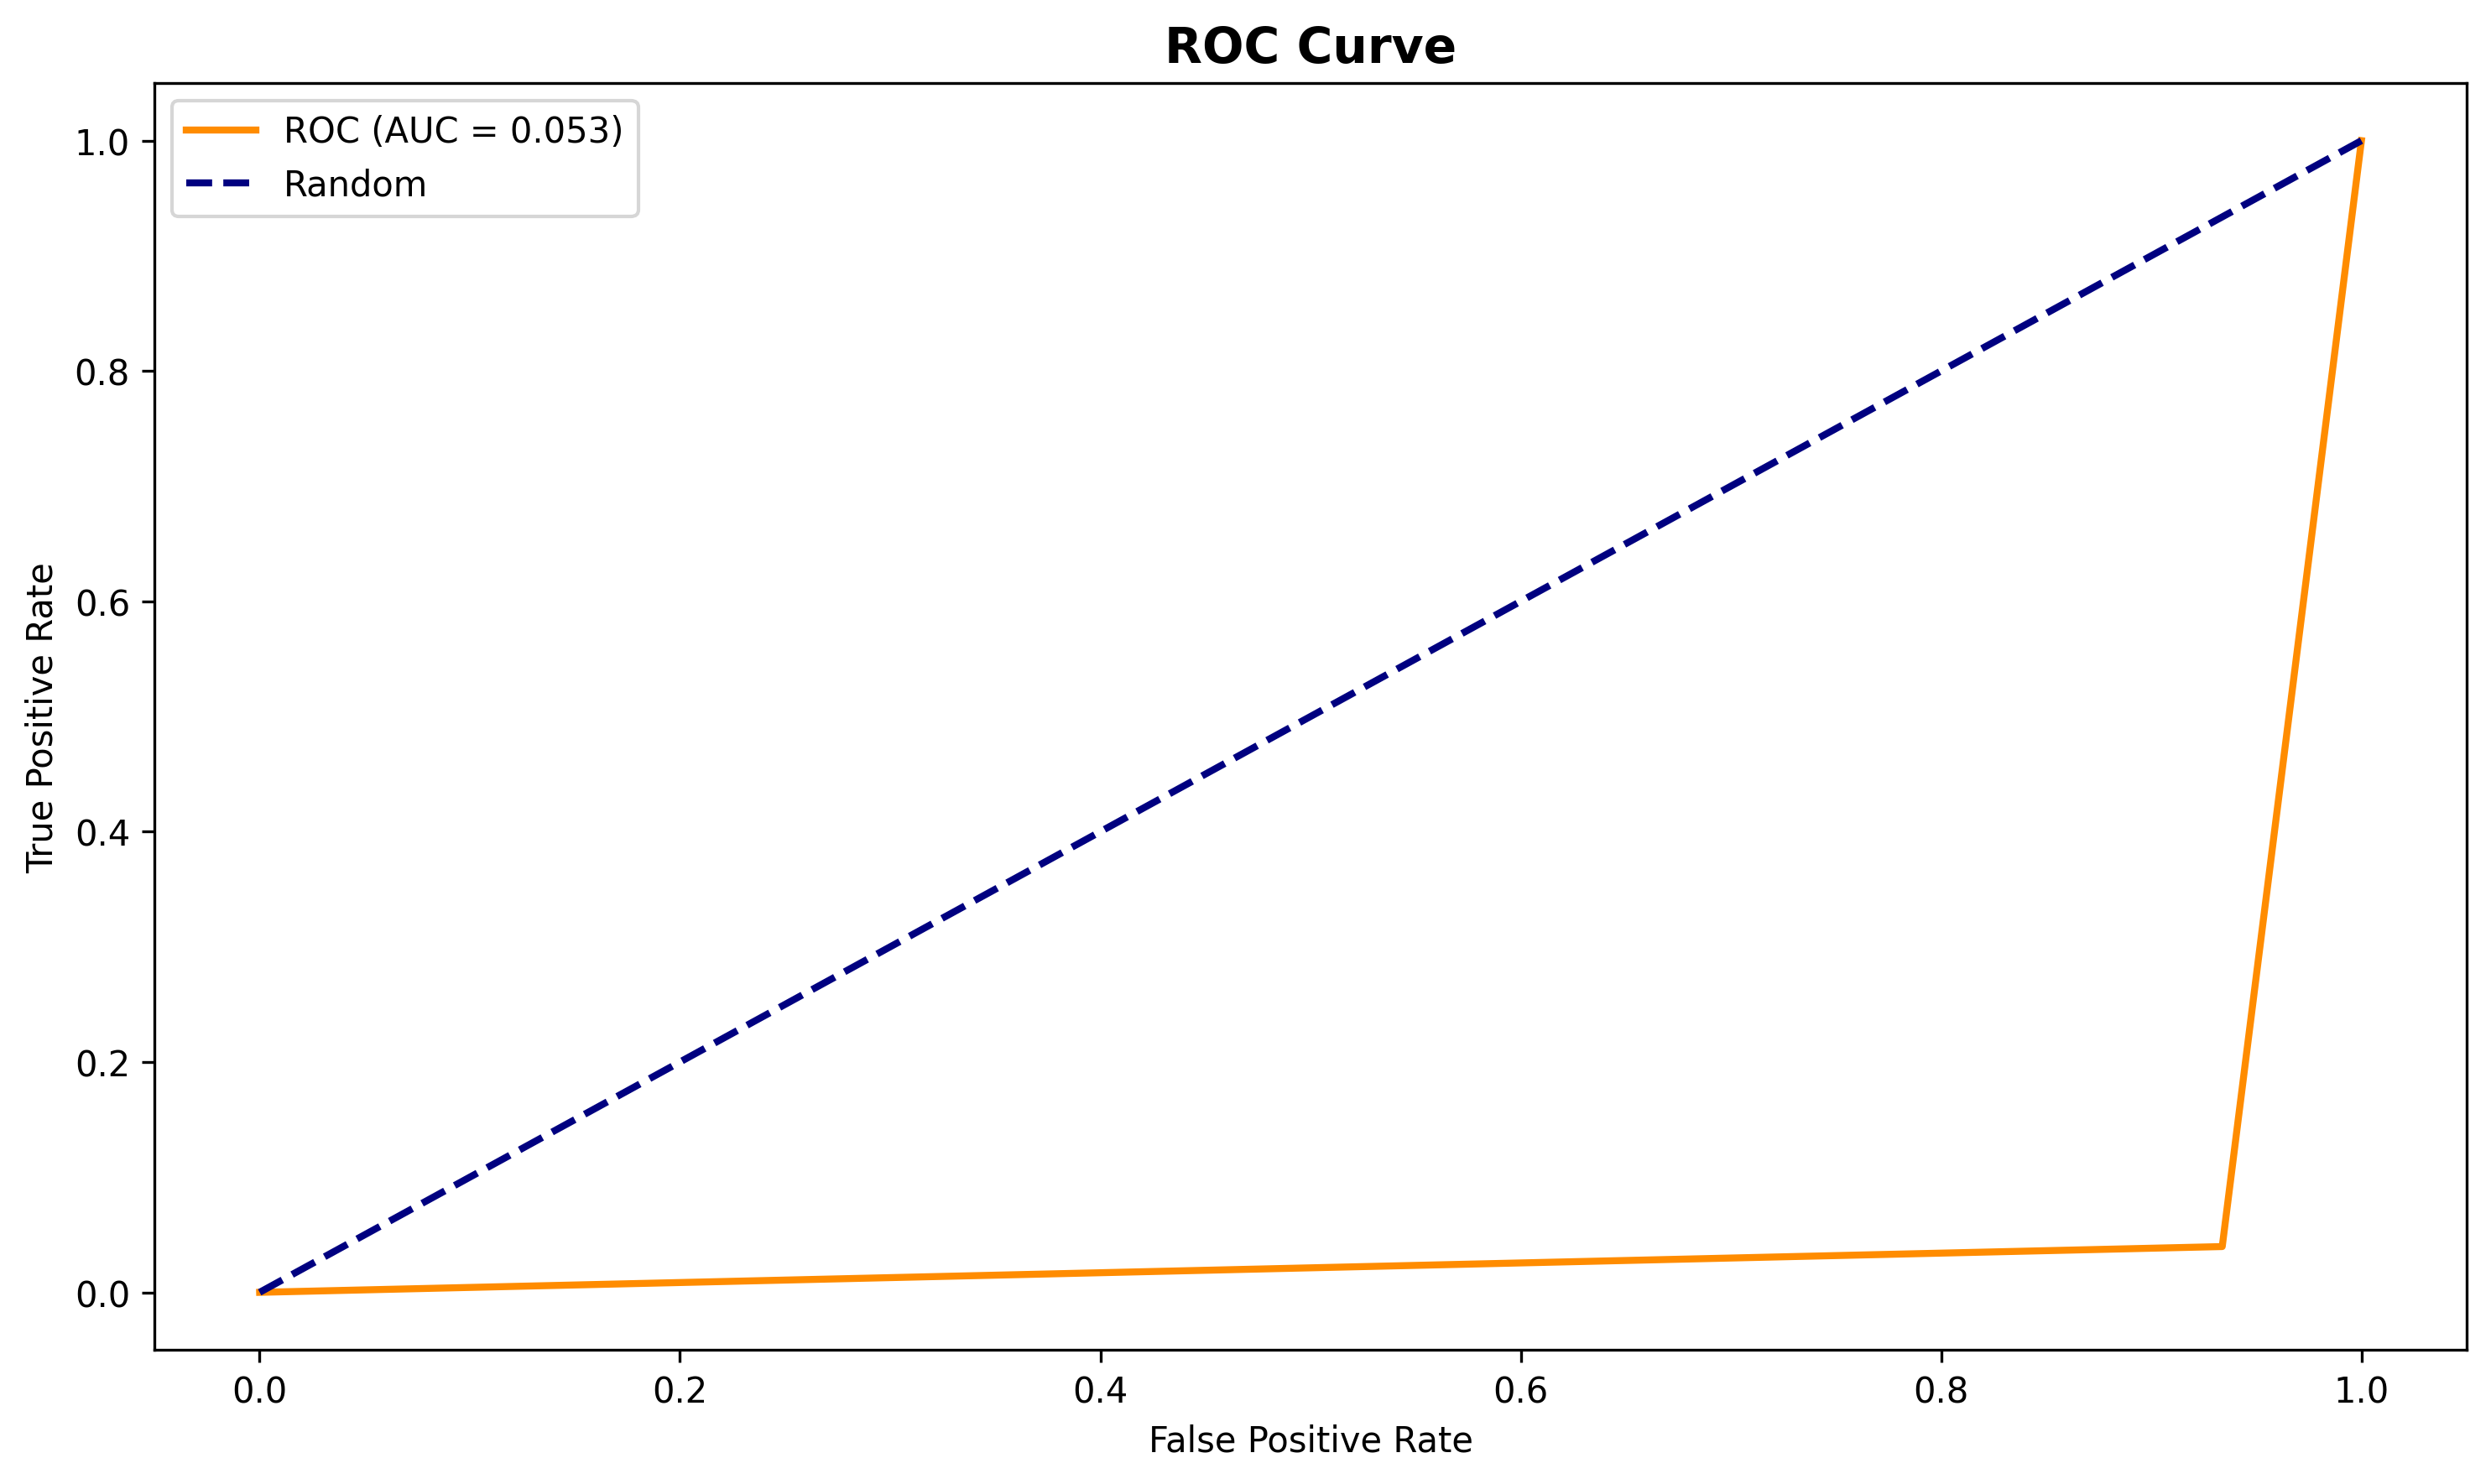 ROC Curve
ROC (AUC = 0.053)
Random
True Positive Rate
1.0
0.8
0.6
0.4
0.2
0.0
0.0 0.2 0.4 0.6 0.8 1.0
False Positive Rate